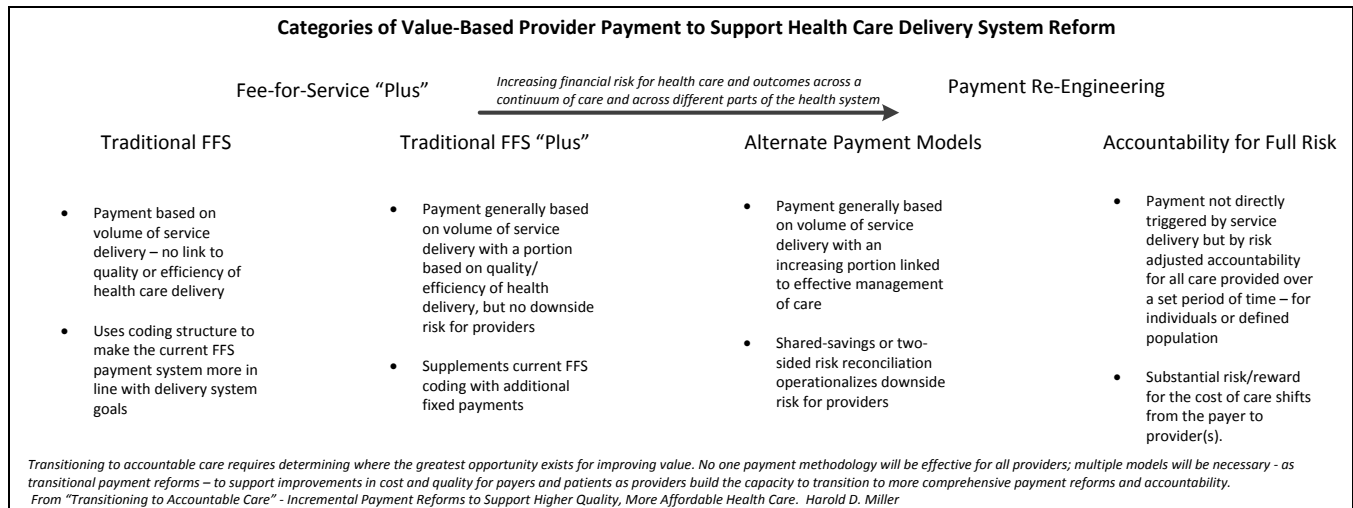 Categories of Value-Based Provider Payment to Support Health Care Delivery System Reform
Fee-for-Service “Plus”
Increasing financial risk for health care and outcomes across a
continuum of care and across different parts of the health system
Payment Re-Engineering
Traditional FFS
• Payment based on
volume of service
delivery – no link to
quality or efficiency of
health care delivery
• Uses coding structure to
make the current FFS
payment system more in
line with delivery system
goals
Traditional FFS “Plus”
• Payment generally based
on volume of service
delivery with a portion
based on quality/
efficiency of health
delivery, but no downside
risk for providers
• Supplements current FFS
coding with additional
fixed payments
Alternate Payment Models
• Payment generally based
on volume of service
delivery with an
increasing portion linked
to effective management
of care
• Shared-savings or two-
sided risk reconciliation
operationalizes downside
risk for providers
Accountability for Full Risk
• Payment not directly
triggered by service
delivery but by risk
adjusted accountability
for all care provided over
a set period of time – for
individuals or defined
population
• Substantial risk/reward
for the cost of care shifts
from the payer to
provider(s).
Transitioning to accountable care requires determining where the greatest opportunity exists for improving value. No one payment methodology will be effective for all providers; multiple models will be necessary - as
transitional payment reforms – to support improvements in cost and quality for payers and patients as providers build the capacity to transition to more comprehensive payment reforms and accountability.
From “Transitioning to Accountable Care” - Incremental Payment Reforms to Support Higher Quality, More Affordable Health Care. Harold D. Miller